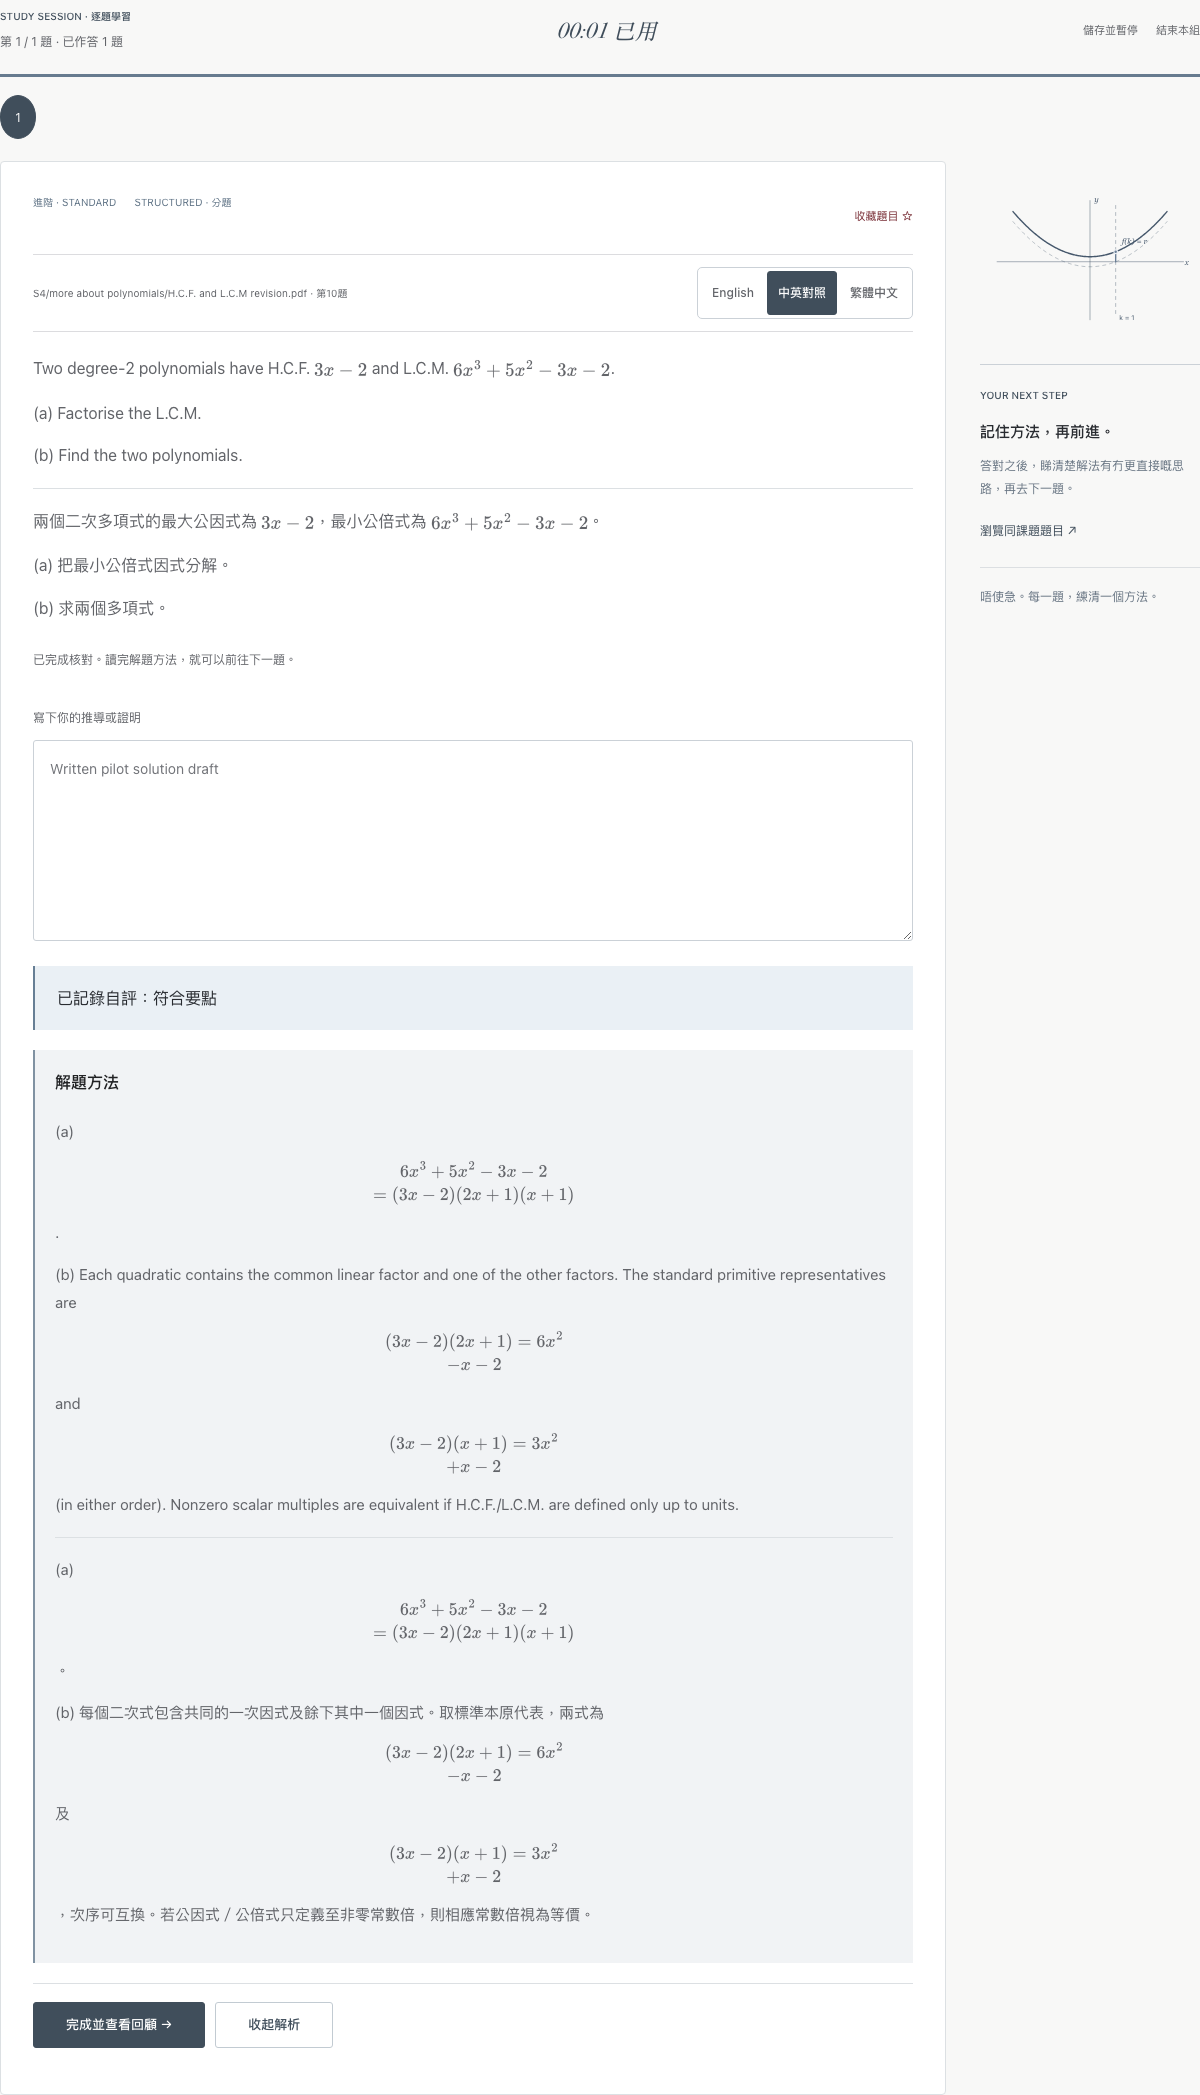 STUDY SESSION · 逐題學習
第 1 / 1 題 · 已作答 1 題
00:01 已用
儲存並暫停
結束本組
1
進階 · STANDARD
STRUCTURED · 分題
收藏題目 ☆
S4/more about polynomials/H.C.F. and L.C.M revision.pdf · 第10題
English
中英對照
繁體中文
Two degree-2 polynomials have H.C.F. 3x − 2 and L.C.M. 6x³ + 5x² − 3x − 2.
(a) Factorise the L.C.M.
(b) Find the two polynomials.
兩個二次多項式的最大公因式為 3x − 2，最小公倍式為 6x³ + 5x² − 3x − 2。
(a) 把最小公倍式因式分解。
(b) 求兩個多項式。
已完成核對。讀完解題方法，就可以前往下一題。
寫下你的推導或證明
Written pilot solution draft
已記錄自評：符合要點
解題方法
(a)
6x³ + 5x² − 3x − 2
= (3x − 2)(2x + 1)(x + 1)
.
(b) Each quadratic contains the common linear factor and one of the other factors. The standard primitive representatives
are
(3x − 2)(2x + 1) = 6x²
−x − 2
and
(3x − 2)(x + 1) = 3x²
+x − 2
(in either order). Nonzero scalar multiples are equivalent if H.C.F./L.C.M. are defined only up to units.
(a)
6x³ + 5x² − 3x − 2
= (3x − 2)(2x + 1)(x + 1)
。
(b) 每個二次式包含共同的一次因式及餘下其中一個因式。取標準本原代表，兩式為
(3x − 2)(2x + 1) = 6x²
−x − 2
及
(3x − 2)(x + 1) = 3x²
+x − 2
，次序可互換。若公因式 / 公倍式只定義至非零常數倍，則相應常數倍視為等價。
完成並查看回顧 →
收起解析
y
f(k) = r
x
k = 1
YOUR NEXT STEP
記住方法，再前進。
答對之後，睇清楚解法有冇更直接嘅思
路，再去下一題。
瀏覽同課題題目 ↗
唔使急。每一題，練清一個方法。